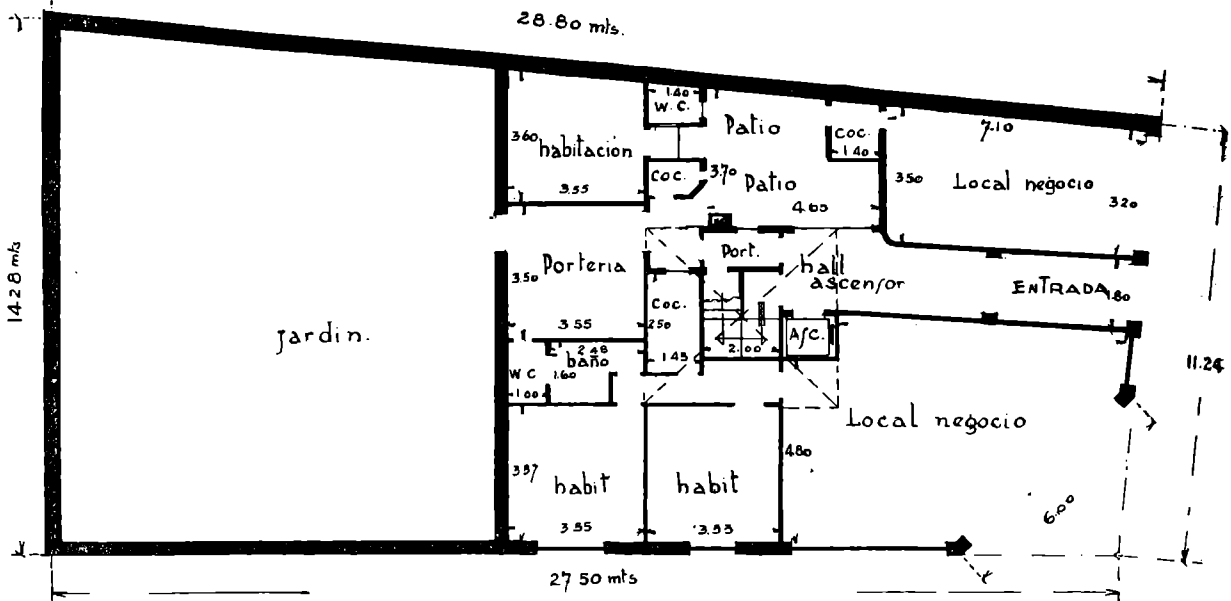 28.80 mts.
1.40
W.C.
Patio
7.10
3.60
habitacion
COC.
1.40
COC.
3.70
Patio
3.50
Local negocio
3.20
3.55
4.65
14.28 mts
Porteria
Port.
hall
ascensor
ENTRADA
1.80
3.50
jardin.
3.55
Coc.
2.50
2.48
baño
1.45
2.00
ASC.
W C
1.60
1.00
11.24
Local negocio
4.80
3.37
habit
habit
6.00
3.55
3.55
27.50 mts